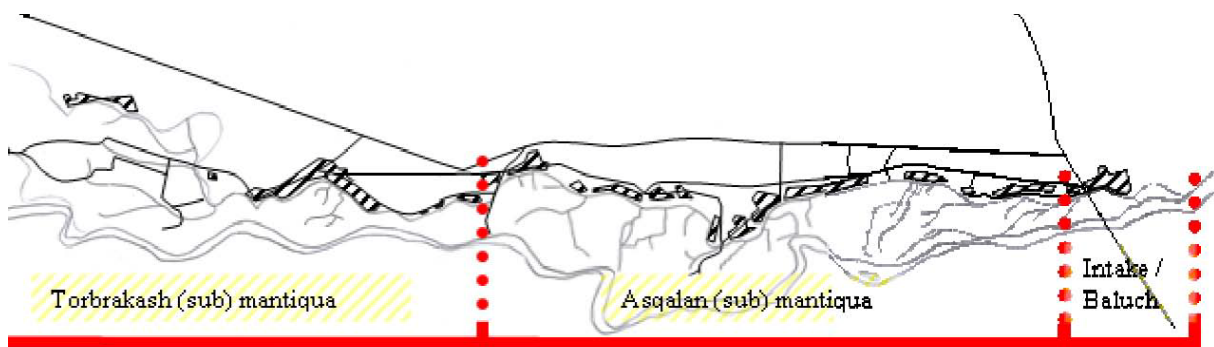 Torbrakash (sub) mantiqua
Asqalan (sub) mantiqua
Intake /
Baluch